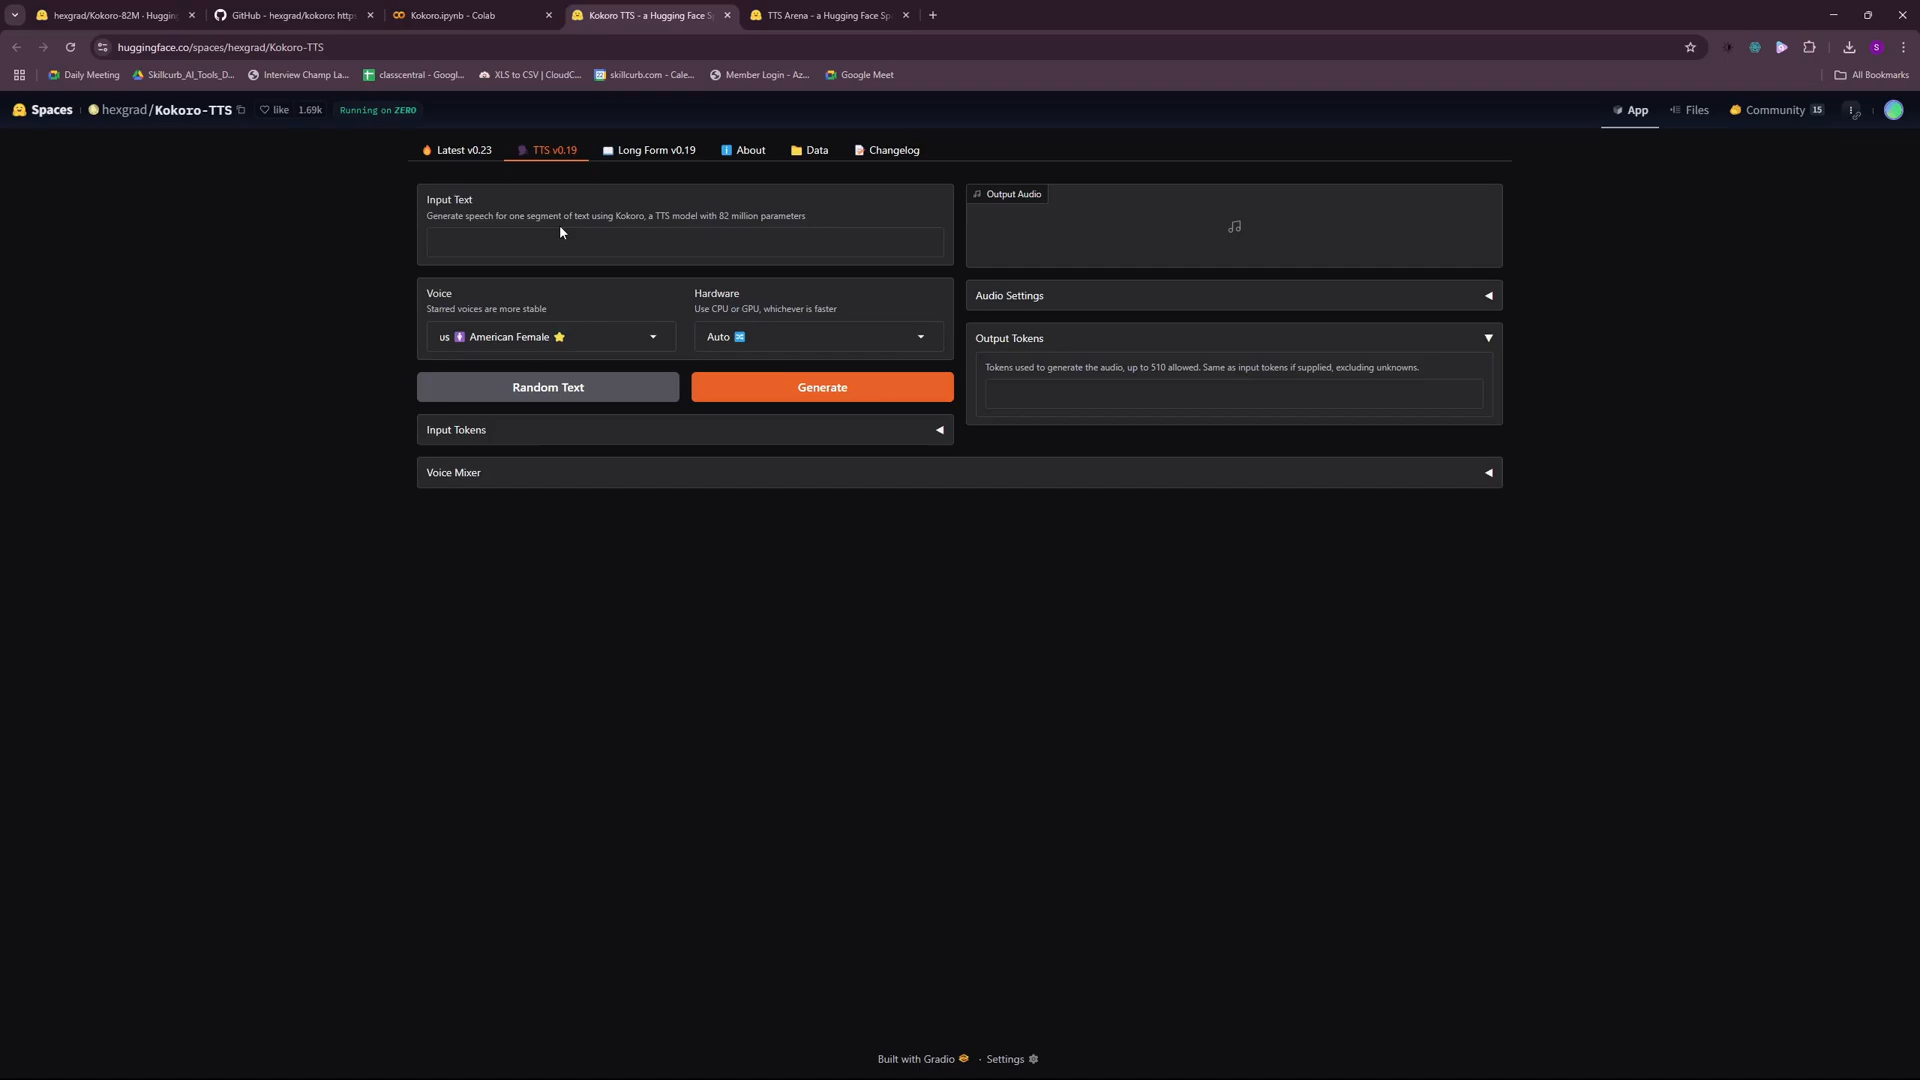 hexgrad/Kokoro-82M · Hugging
GitHub - hexgrad/kokoro: http
Kokoro.ipynb - Colab
Kokoro TTS - a Hugging Face S
TTS Arena - a Hugging Face Sp
huggingface.co/spaces/hexgrad/Kokoro-TTS
S
Daily Meeting
Skillcurb_AI_Tools_D...
Interview Champ La...
classcentral - Googl...
XLS to CSV | CloudC...
skillcurb.com - Cale...
Member Login - Az...
Google Meet
All Bookmarks
Spaces
hexgrad/Kokoro-TTS
like 1.69k
Running on ZERO
App
Files
Community 15
Latest v0.23
TTS v0.19
Long Form v0.19
About
Data
Changelog
Input Text
Generate speech for one segment of text using Kokoro, a TTS model with 82 million parameters
Output Audio
Voice
Starred voices are more stable
us American Female
Hardware
Use CPU or GPU, whichever is faster
Auto
Audio Settings
Output Tokens
Tokens used to generate the audio, up to 510 allowed. Same as input tokens if supplied, excluding unknowns.
Random Text
Generate
Input Tokens
Voice Mixer
Built with Gradio · Settings